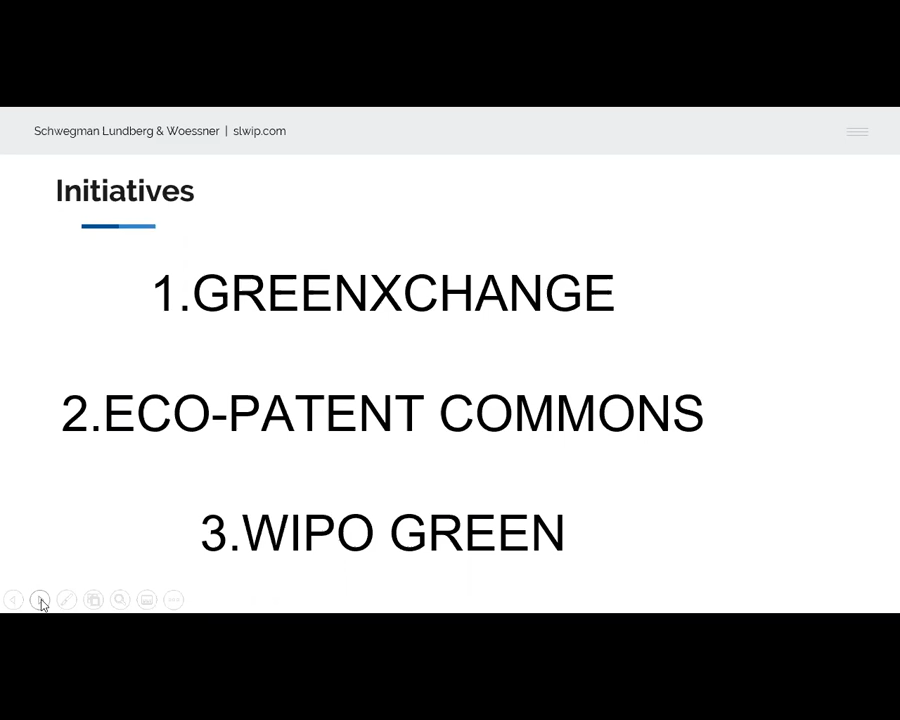 Schwegman Lundberg & Woessner | slwip.com
Initiatives
1.GREENXCHANGE
2.ECO-PATENT COMMONS
3.WIPO GREEN